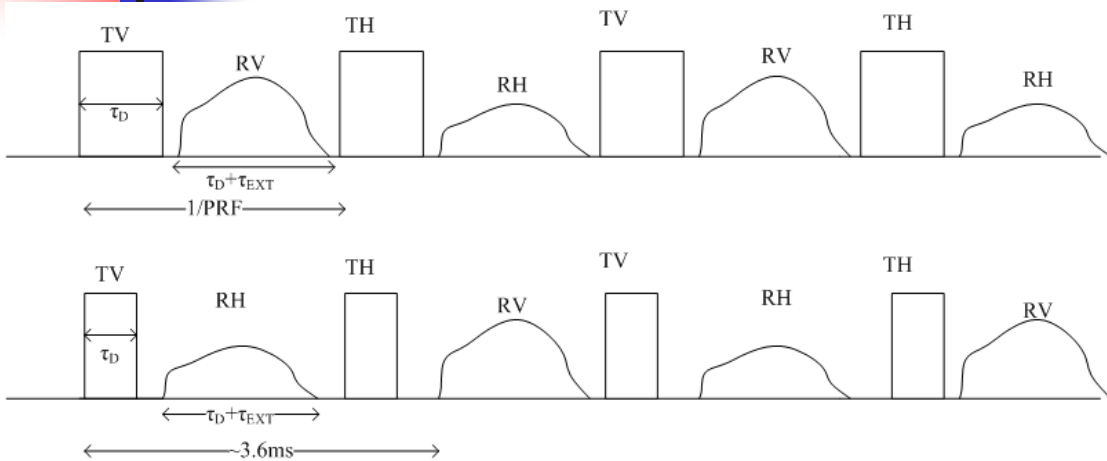 TV TH TV TH
RV RH RV RH
τD
τD+τEXT
1/PRF
TV TH TV TH
RH RV RH RV
τD
τD+τEXT
~3.6ms